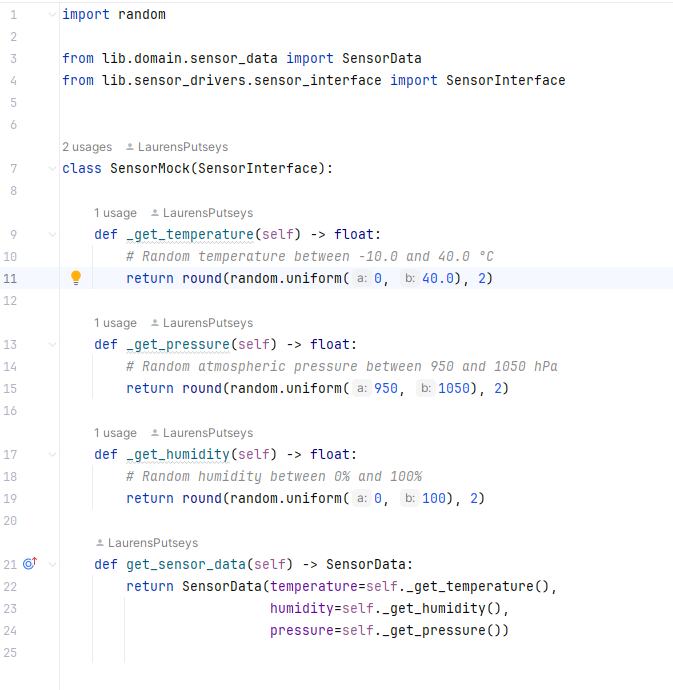 1 import random
2
3 from lib.domain.sensor_data import SensorData
4 from lib.sensor_drivers.sensor_interface import SensorInterface
5
6
2 usages LaurensPutseys
7 class SensorMock(SensorInterface):
8
1 usage LaurensPutseys
9 def _get_temperature(self) -> float:
10 # Random temperature between -10.0 and 40.0 °C
11 return round(random.uniform( a: 0, b: 40.0), 2)
12
1 usage LaurensPutseys
13 def _get_pressure(self) -> float:
14 # Random atmospheric pressure between 950 and 1050 hPa
15 return round(random.uniform( a: 950, b: 1050), 2)
16
1 usage LaurensPutseys
17 def _get_humidity(self) -> float:
18 # Random humidity between 0% and 100%
19 return round(random.uniform( a: 0, b: 100), 2)
20
LaurensPutseys
21 def get_sensor_data(self) -> SensorData:
22 return SensorData(temperature=self._get_temperature(),
23 humidity=self._get_humidity(),
24 pressure=self._get_pressure())
25